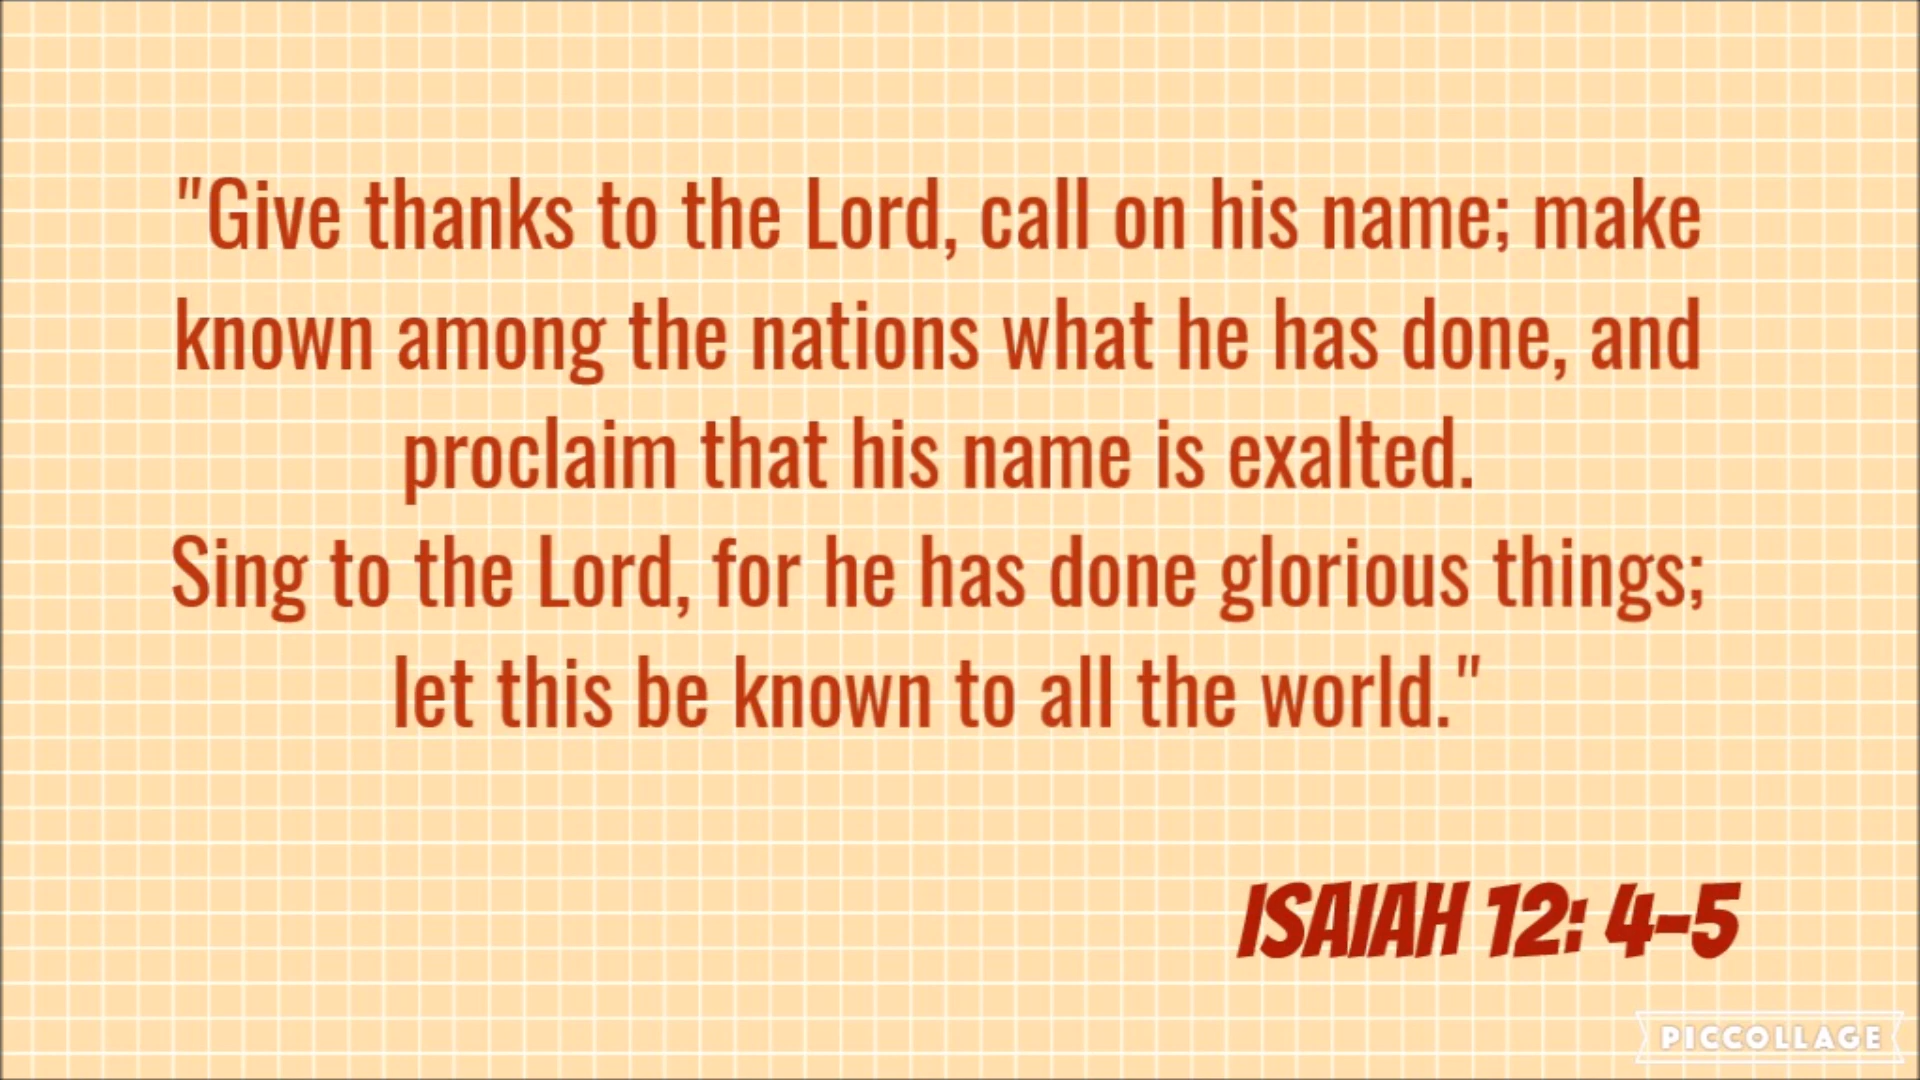 "Give thanks to the Lord, call on his name; make
known among the nations what he has done, and
proclaim that his name is exalted.
Sing to the Lord, for he has done glorious things;
let this be known to all the world."
ISAIAH 12: 4-5
PICCOLLAGE